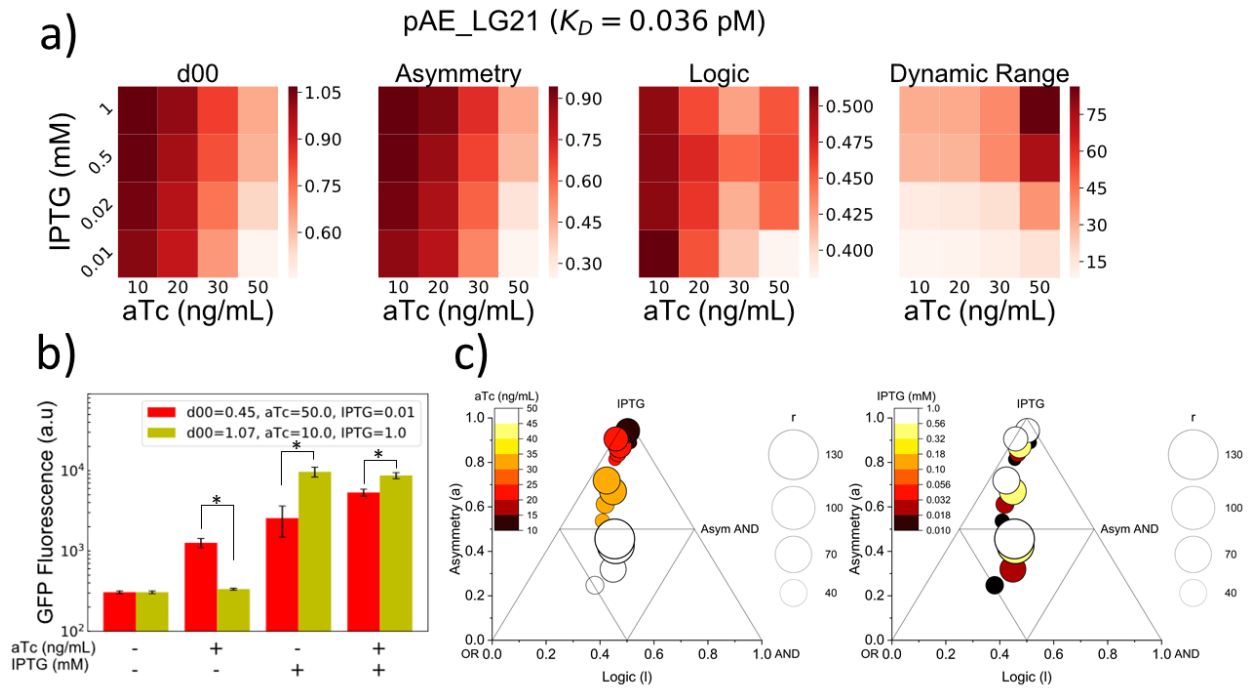 a)
pAE_LG21 (K_D = 0.036 pM)
d00
Asymmetry
Logic
Dynamic Range
IPTG (mM)
1
0.5
0.02
0.01
10 20 30 50
aTc (ng/mL)
1.05
0.90
0.75
0.60
10 20 30 50
aTc (ng/mL)
0.90
0.80
0.70
0.60
0.50
0.40
0.30
10 20 30 50
aTc (ng/mL)
0.500
0.475
0.450
0.425
0.400
10 20 30 50
aTc (ng/mL)
75
60
45
30
15
b)
GFP Fluorescence (a.u)
10^4
10^3
10^2
d00=0.45, aTc=50.0, IPTG=0.01
d00=1.07, aTc=10.0, IPTG=1.0
* * *
aTc (ng/mL) - + - +
IPTG (mM) - - + +
c)
aTc (ng/mL)
50
45
40
35
30
25
20
15
10
IPTG
Asym AND
Asymmetry (a)
1.0
0.8
0.6
0.4
0.2
0.0
OR 0.0 0.2 0.4 0.6 0.8 1.0 AND
Logic (l)
r
130
100
70
40
IPTG (mM)
1.0
0.56
0.18
0.10
0.056
0.032
0.018
0.010
IPTG
Asym AND
Asymmetry (a)
1.0
0.8
0.6
0.4
0.2
0.0
OR 0.0 0.2 0.4 0.6 0.8 1.0 AND
Logic (l)
r
130
100
70
40